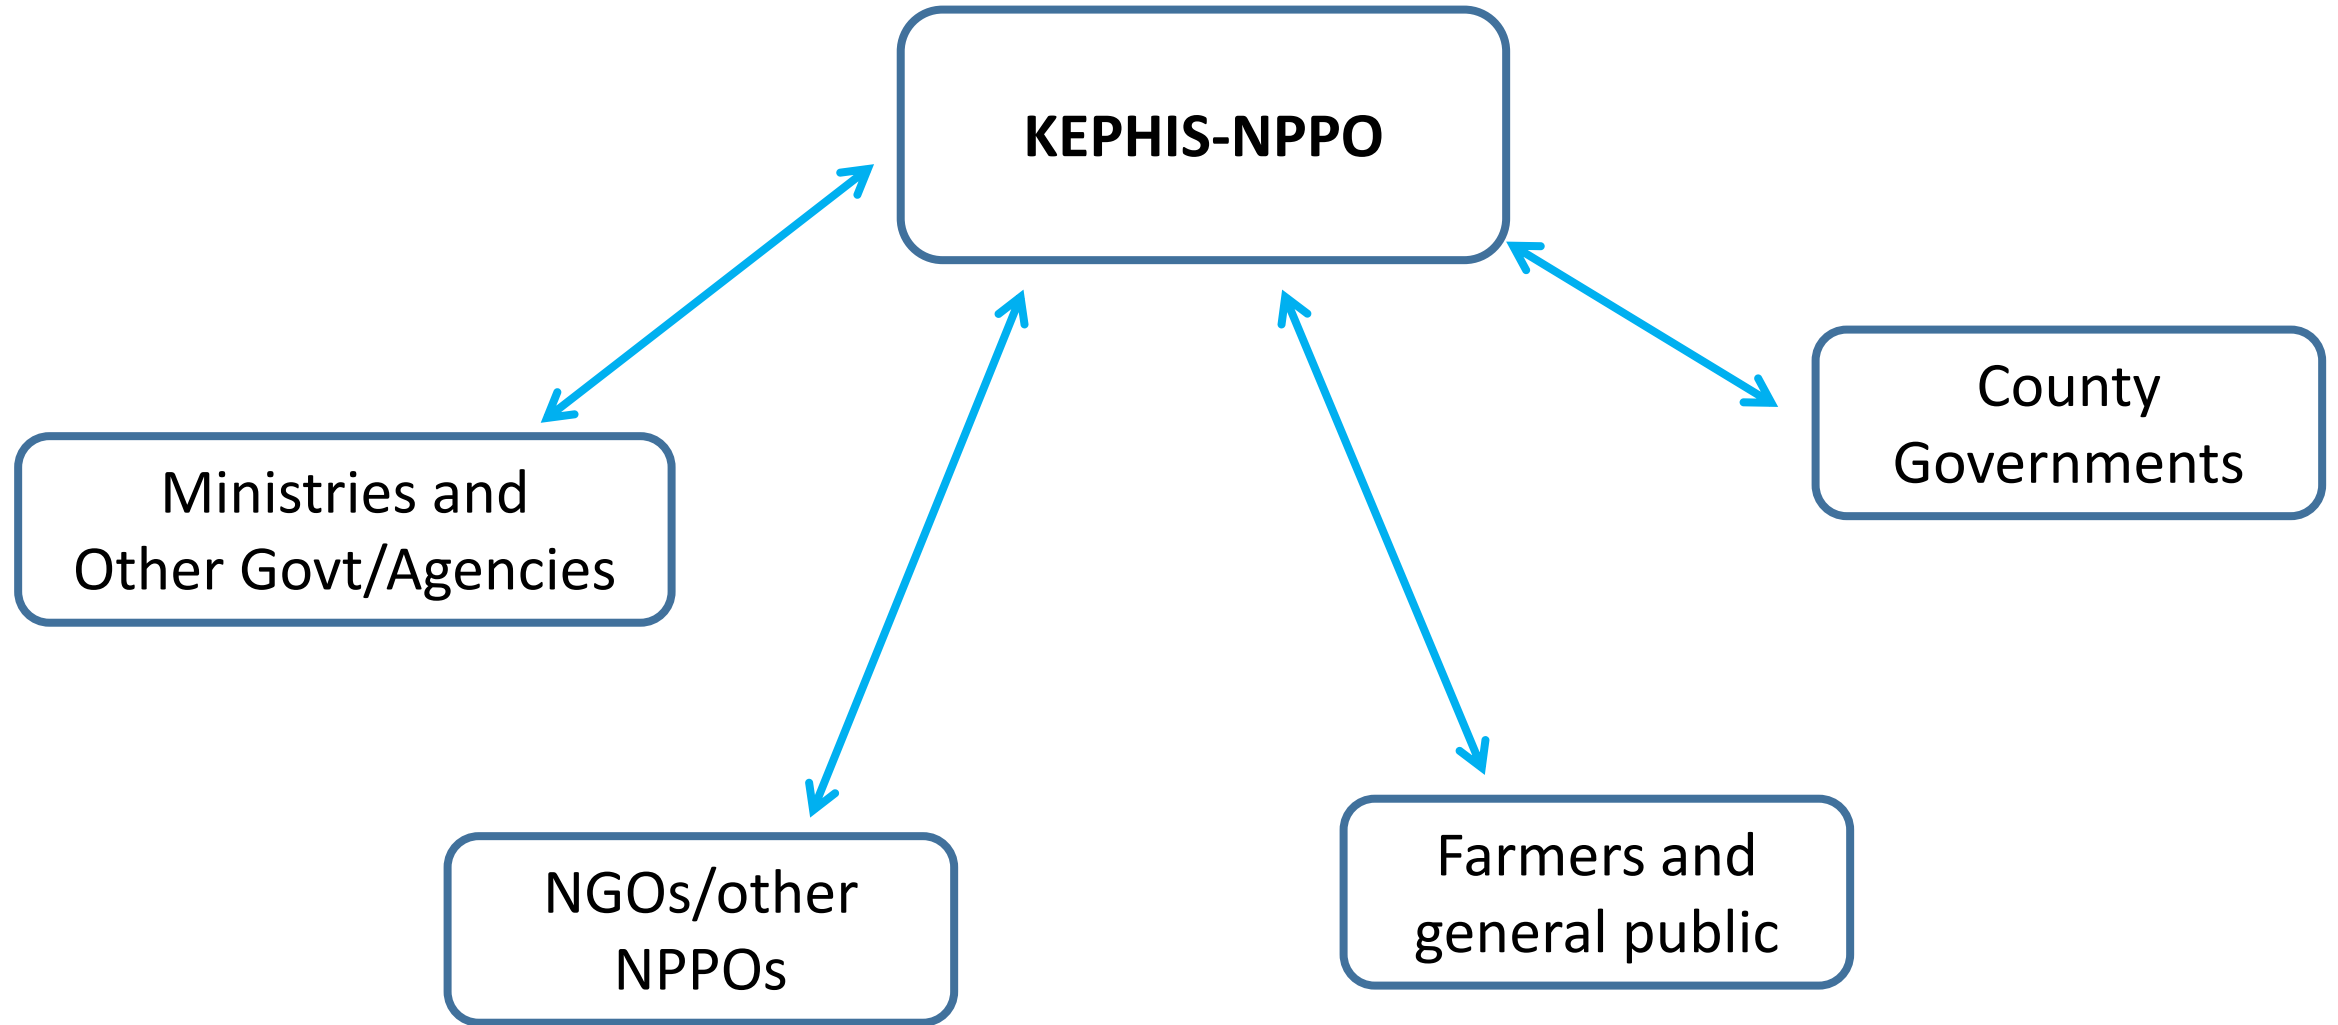 KEPHIS-NPPO
County
Governments
Ministries and
Other Govt/Agencies
NGOs/other
NPPOs
Farmers and
general public